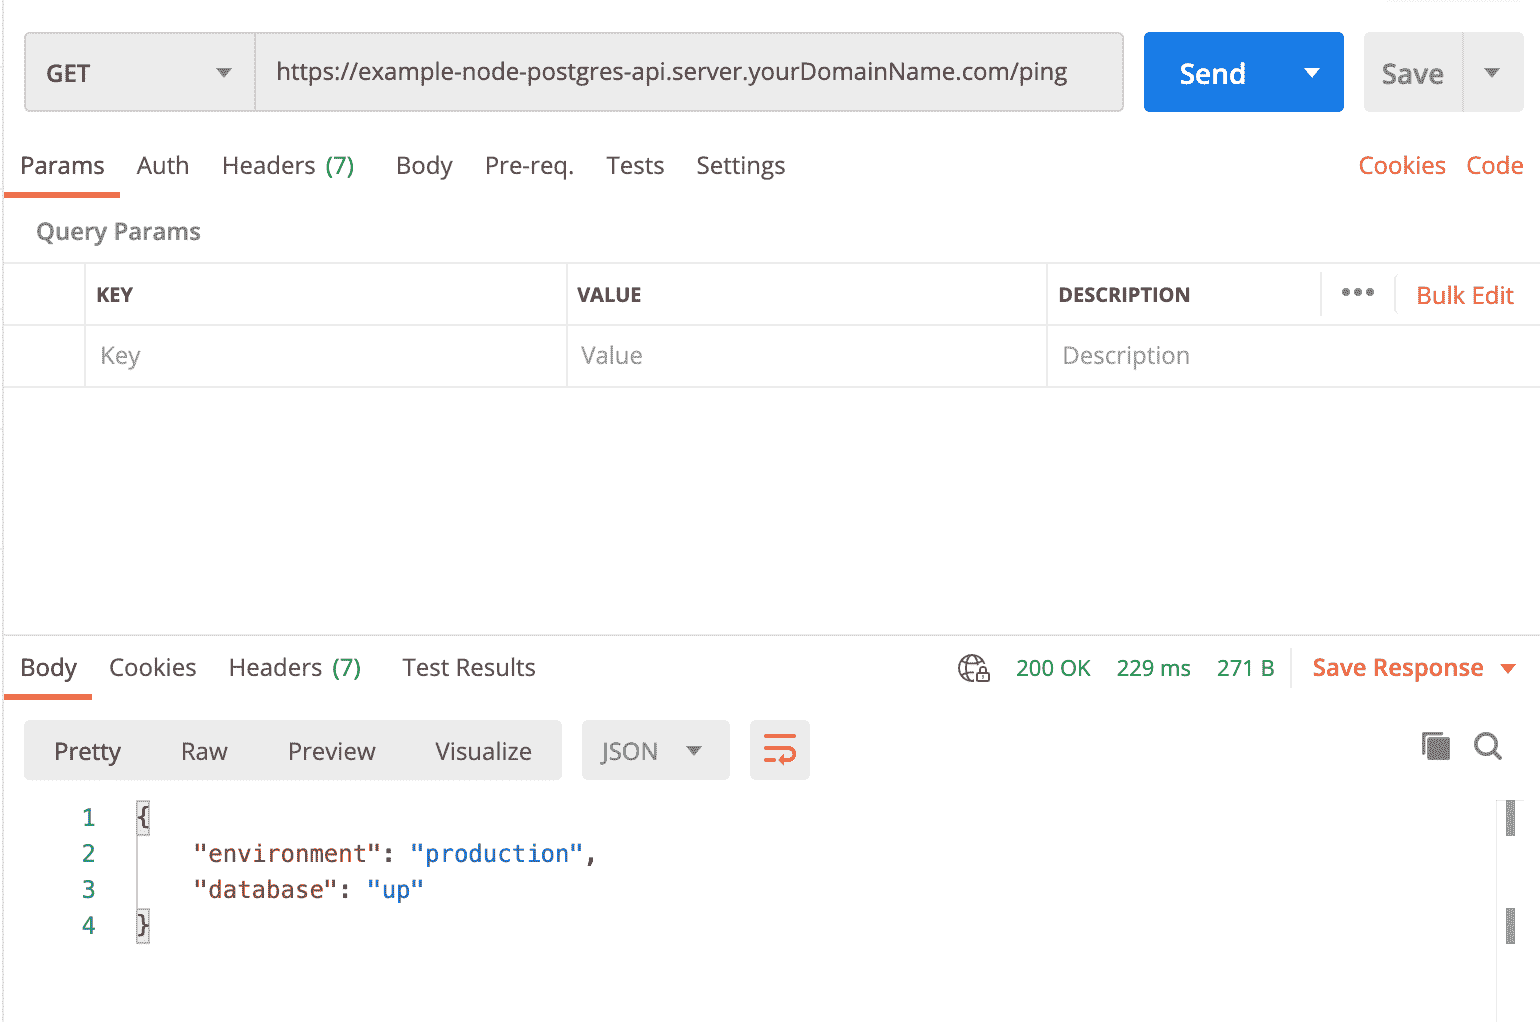 GET https://example-node-postgres-api.server.yourDomainName.com/ping Send Save
Params Auth Headers (7) Body Pre-req. Tests Settings Cookies Code
Query Params
KEY VALUE DESCRIPTION ••• Bulk Edit
Key Value Description
Body Cookies Headers (7) Test Results 200 OK 229 ms 271 B Save Response
Pretty Raw Preview Visualize JSON
1 {
2 "environment": "production",
3 "database": "up"
4 }